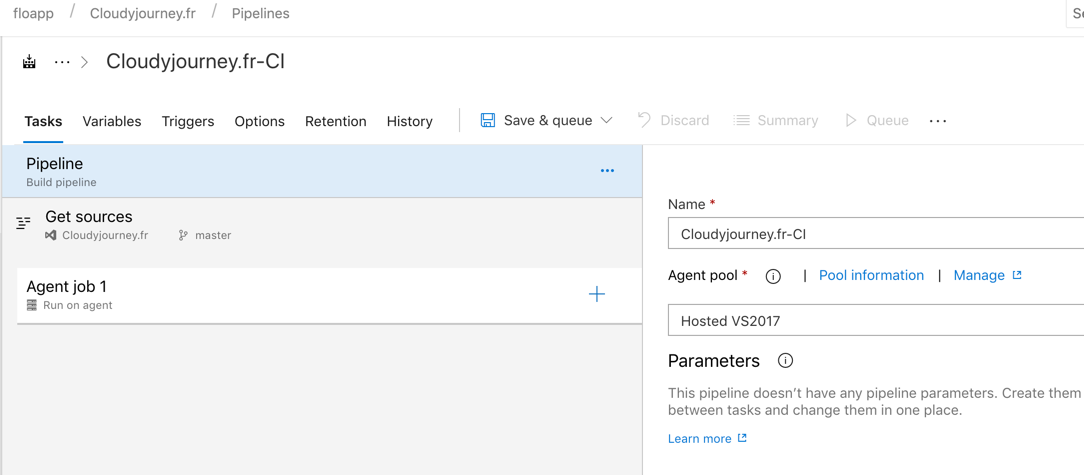 floapp / Cloudyjourney.fr / Pipelines
Se
··· > Cloudyjourney.fr-CI
Tasks Variables Triggers Options Retention History | Save & queue Discard Summary Queue ···
Pipeline
Build pipeline
Get sources
Cloudyjourney.fr master
Agent job 1
Run on agent
Name *
Cloudyjourney.fr-CI
Agent pool * | Pool information | Manage
Hosted VS2017
Parameters
This pipeline doesn't have any pipeline parameters. Create them
between tasks and change them in one place.
Learn more